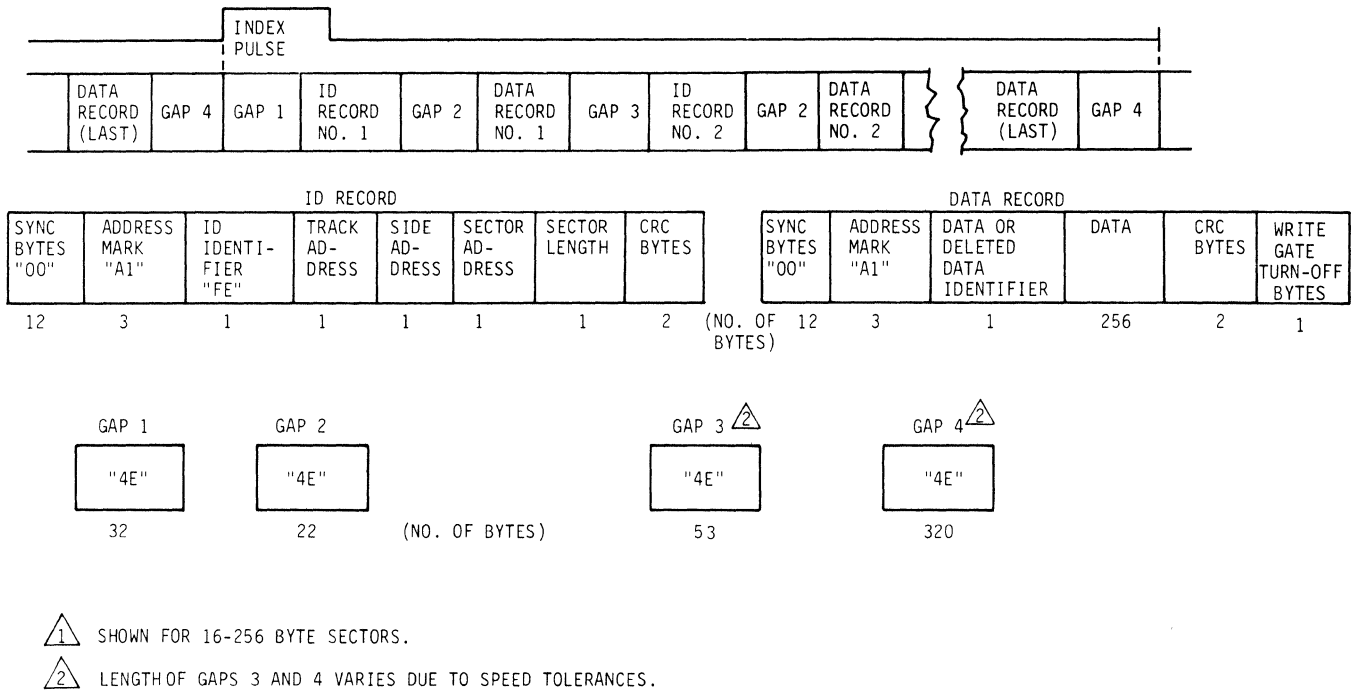 INDEX
PULSE
DATA
RECORD
(LAST)
GAP 4
GAP 1
ID
RECORD
NO. 1
GAP 2
DATA
RECORD
NO. 1
GAP 3
ID
RECORD
NO. 2
GAP 2
DATA
RECORD
NO. 2
DATA
RECORD
(LAST)
GAP 4
ID RECORD
SYNC
BYTES
"00"
ADDRESS
MARK
"A1"
ID
IDENTI-
FIER
"FE"
TRACK
AD-
DRESS
SIDE
AD-
DRESS
SECTOR
AD-
DRESS
SECTOR
LENGTH
CRC
BYTES
12 3 1 1 1 1 1 2
(NO. OF
BYTES)
DATA RECORD
SYNC
BYTES
"00"
ADDRESS
MARK
"A1"
DATA OR
DELETED
DATA
IDENTIFIER
DATA
CRC
BYTES
WRITE
GATE
TURN-OFF
BYTES
12 3 1 256 2 1
GAP 1
"4E"
32
GAP 2
"4E"
22
(NO. OF BYTES)
GAP 3 2
"4E"
53
GAP 4 2
"4E"
320
1 SHOWN FOR 16-256 BYTE SECTORS.
2 LENGTH OF GAPS 3 AND 4 VARIES DUE TO SPEED TOLERANCES.